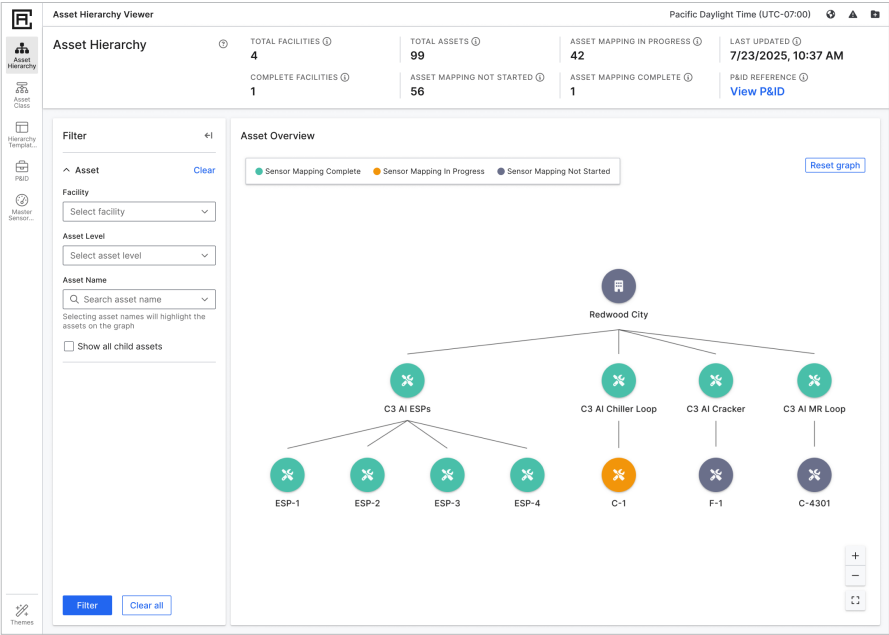 Asset Hierarchy Viewer
Pacific Daylight Time (UTC-07:00)
Asset Hierarchy
Asset Class
Hierarchy Templat...
P&ID
Master Sensor...
Themes
Asset Hierarchy
TOTAL FACILITIES
4
TOTAL ASSETS
99
ASSET MAPPING IN PROGRESS
42
LAST UPDATED
7/23/2025, 10:37 AM
COMPLETE FACILITIES
1
ASSET MAPPING NOT STARTED
56
ASSET MAPPING COMPLETE
1
P&ID REFERENCE
View P&ID
Filter
Asset
Clear
Facility
Select facility
Asset Level
Select asset level
Asset Name
Search asset name
Selecting asset names will highlight the
assets on the graph
Show all child assets
Filter
Clear all
Asset Overview
Sensor Mapping Complete
Sensor Mapping In Progress
Sensor Mapping Not Started
Reset graph
Redwood City
C3 AI ESPs
C3 AI Chiller Loop
C3 AI Cracker
C3 AI MR Loop
ESP-1
ESP-2
ESP-3
ESP-4
C-1
F-1
C-4301